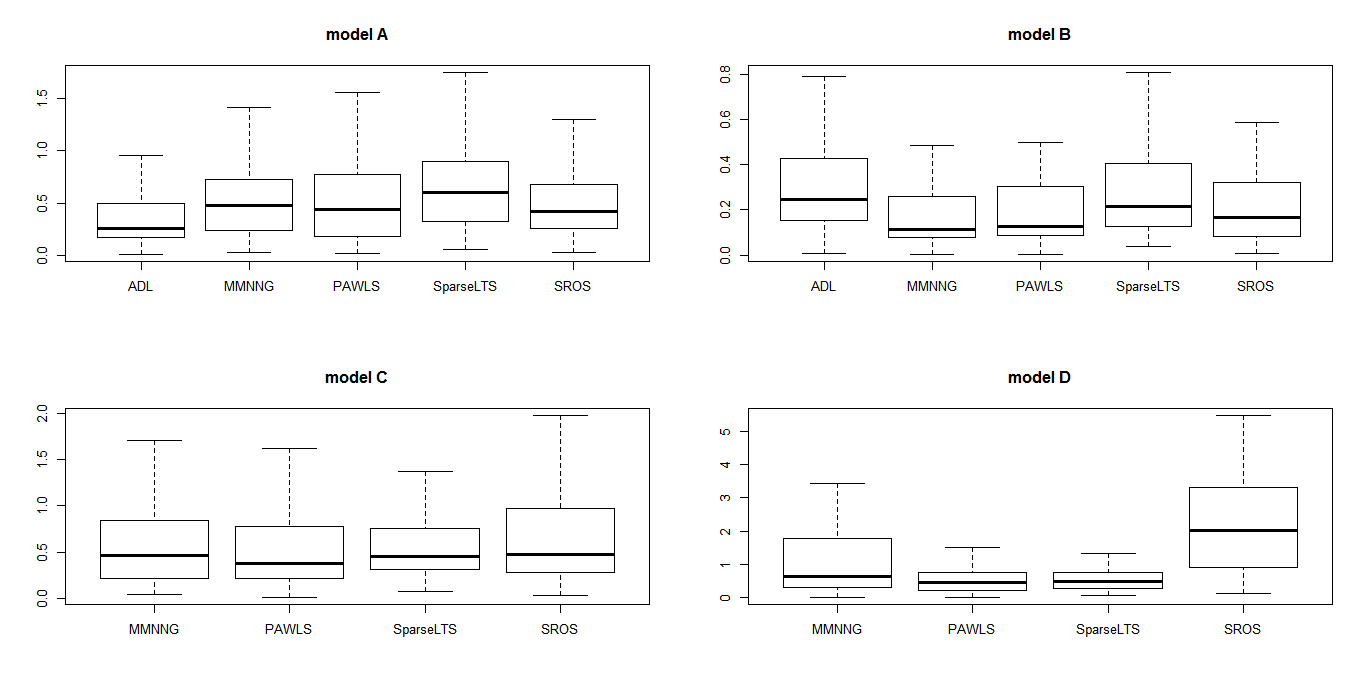 model A
1.5
1.0
0.5
0.0
ADL MMNNG PAWLS SparseLTS SROS
model B
0.8
0.6
0.4
0.2
0.0
ADL MMNNG PAWLS SparseLTS SROS
model C
2.0
1.5
1.0
0.5
0.0
MMNNG PAWLS SparseLTS SROS
model D
5
4
3
2
1
0
MMNNG PAWLS SparseLTS SROS